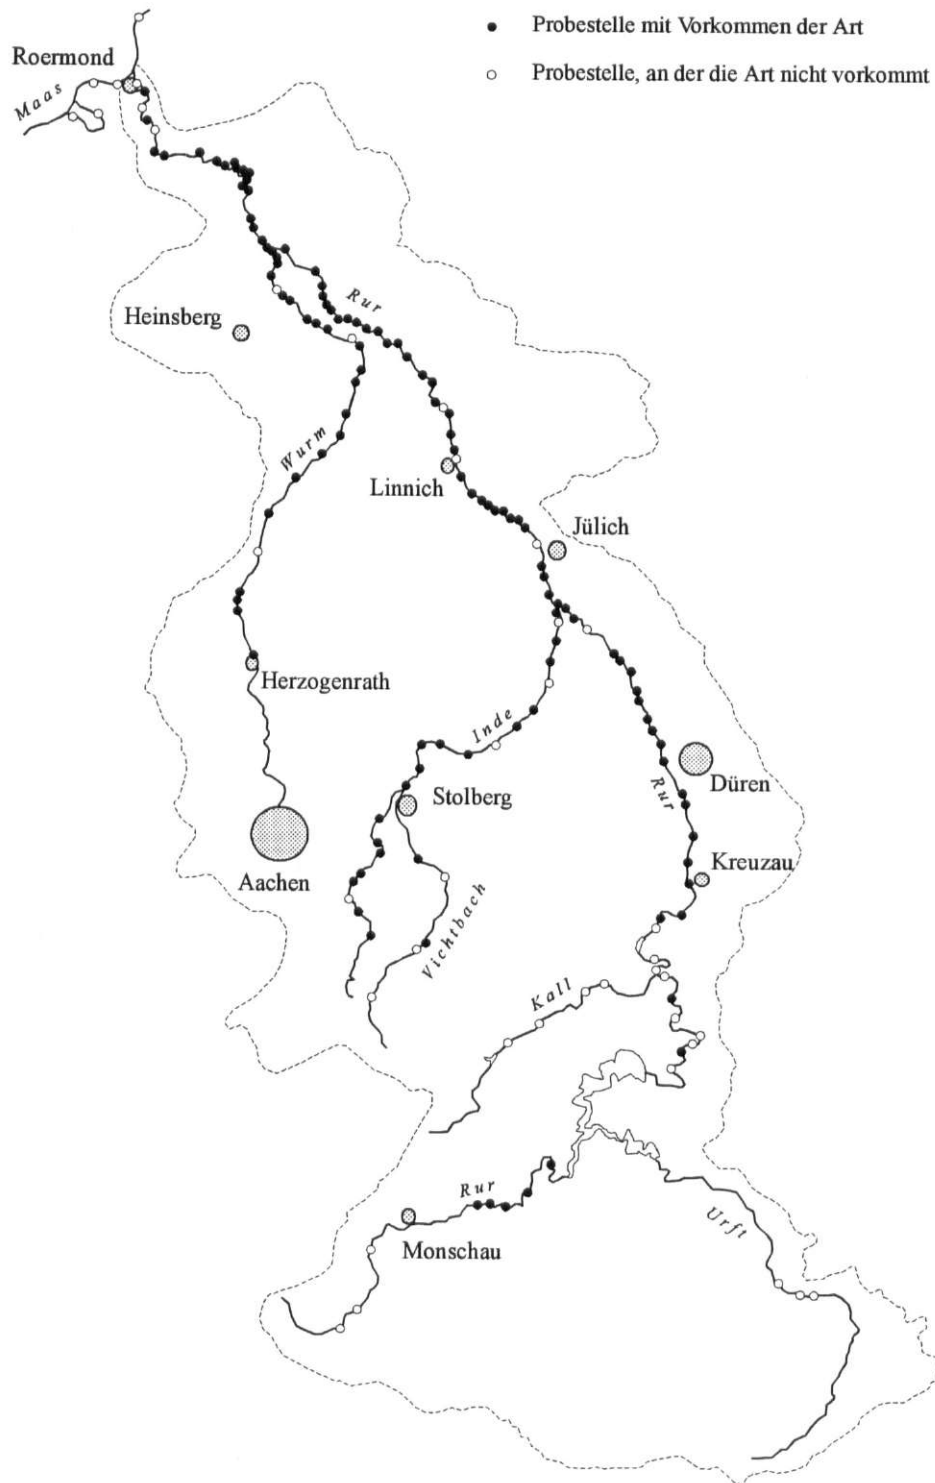 Probestelle mit Vorkommen der Art
Probestelle, an der die Art nicht vorkommt
Roermond
Maas
Rur
Heinsberg
Wurm
Linnich
Jülich
Herzogenrath
Inde
Rur
Düren
Stolberg
Aachen
Kreuzau
Vichtbach
Kall
Rur
Urft
Monschau